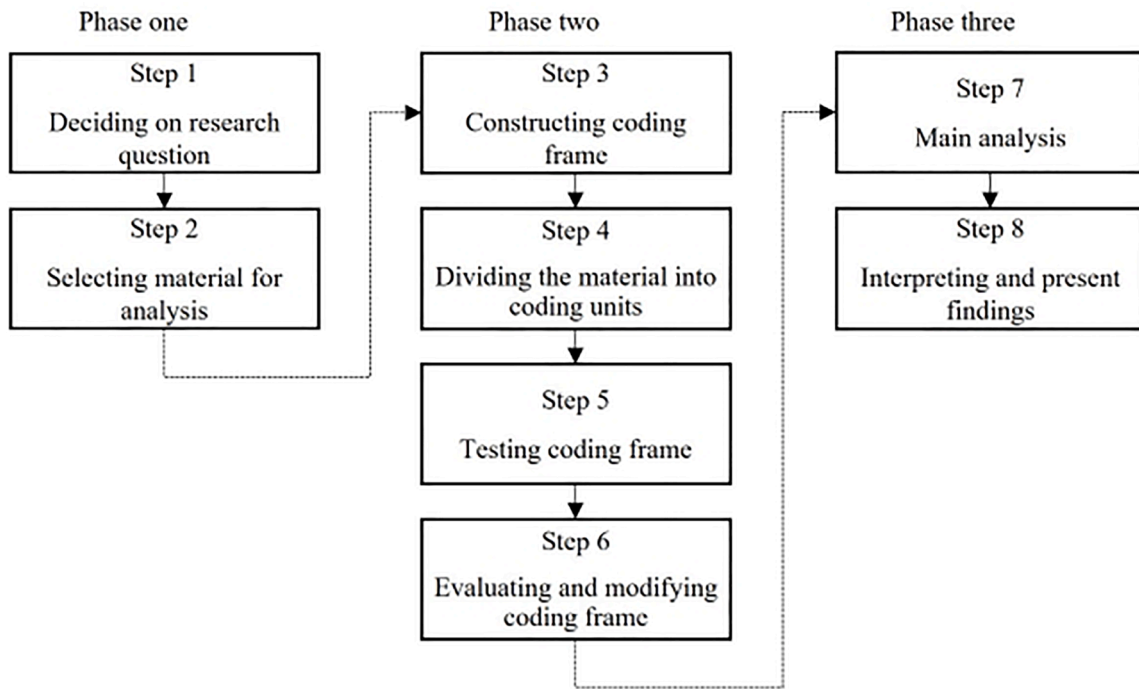 Phase one
Step 1
Deciding on research
question
Step 2
Selecting material for
analysis
Phase two
Step 3
Constructing coding
frame
Step 4
Dividing the material into
coding units
Step 5
Testing coding frame
Step 6
Evaluating and modifying
coding frame
Phase three
Step 7
Main analysis
Step 8
Interpreting and present
findings